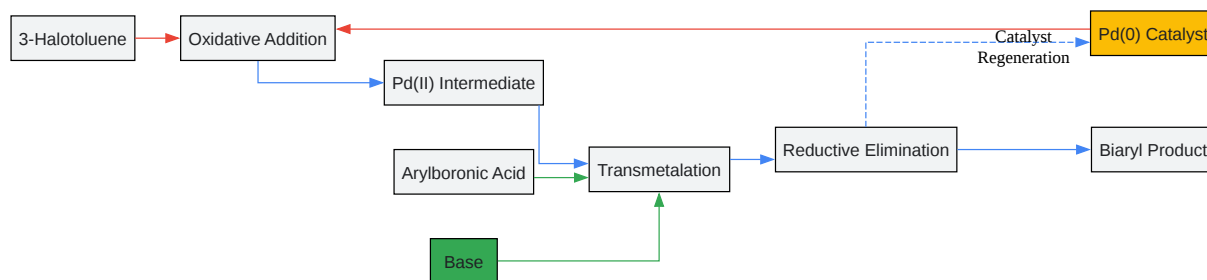 3-Halotoluene
Oxidative Addition
Pd(0) Catalyst
Catalyst
Regeneration
Pd(II) Intermediate
Arylboronic Acid
Transmetalation
Reductive Elimination
Biaryl Product
Base